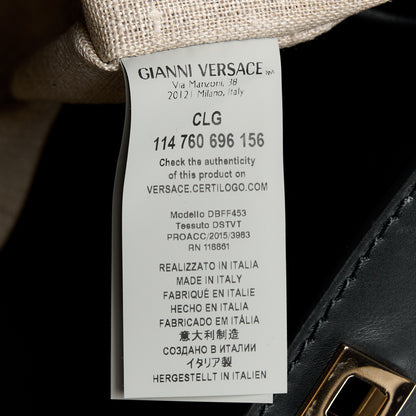 GIANNI VERSACE
Via Manzoni, 38
20121 Milano, Italy
CLG
114 760 696 156
Check the authenticity
of this product on
VERSACE.CERTILOGO.COM
Modello DBFF453
Tessuto DSTVT
PROACC/2015/3983
RN 118861
REALIZZATO IN ITALIA
MADE IN ITALY
FABRIQUÉ EN ITALIE
HECHO EN ITALIA
FABRICADO EM ITÁLIA
意大利制造
СОЗДАНО В ИТАЛИИ
イタリア製
HERGESTELLT IN ITALIEN